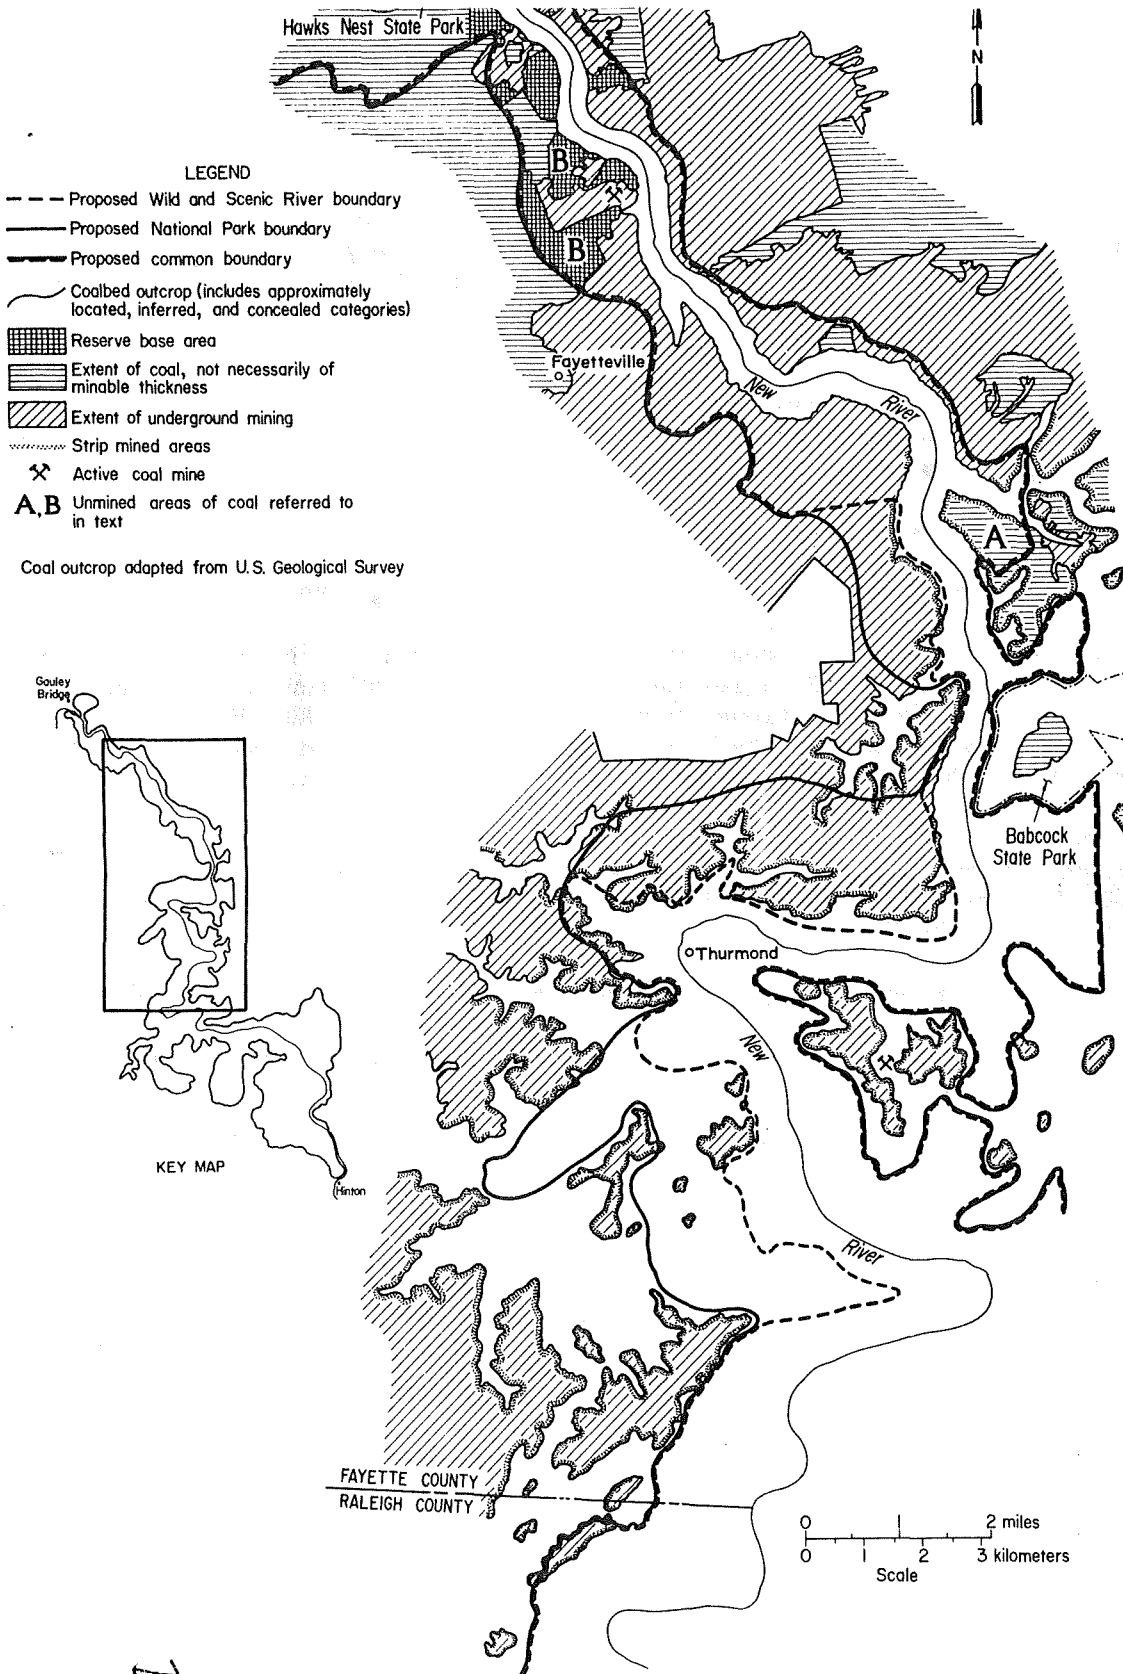 Hawks Nest State Park
N
LEGEND
Proposed Wild and Scenic River boundary
Proposed National Park boundary
Proposed common boundary
Coalbed outcrop (includes approximately
located, inferred, and concealed categories)
Reserve base area
Extent of coal, not necessarily of
minable thickness
Extent of underground mining
Strip mined areas
Active coal mine
A,B Unmined areas of coal referred to
in text
Coal outcrop adapted from U.S. Geological Survey
B
B
Fayetteville
New
River
A
Gauley
Bridge
KEY MAP
Hinton
Babcock
State Park
Thurmond
New
River
FAYETTE COUNTY
RALEIGH COUNTY
0 1 2 miles
0 1 2 3 kilometers
Scale